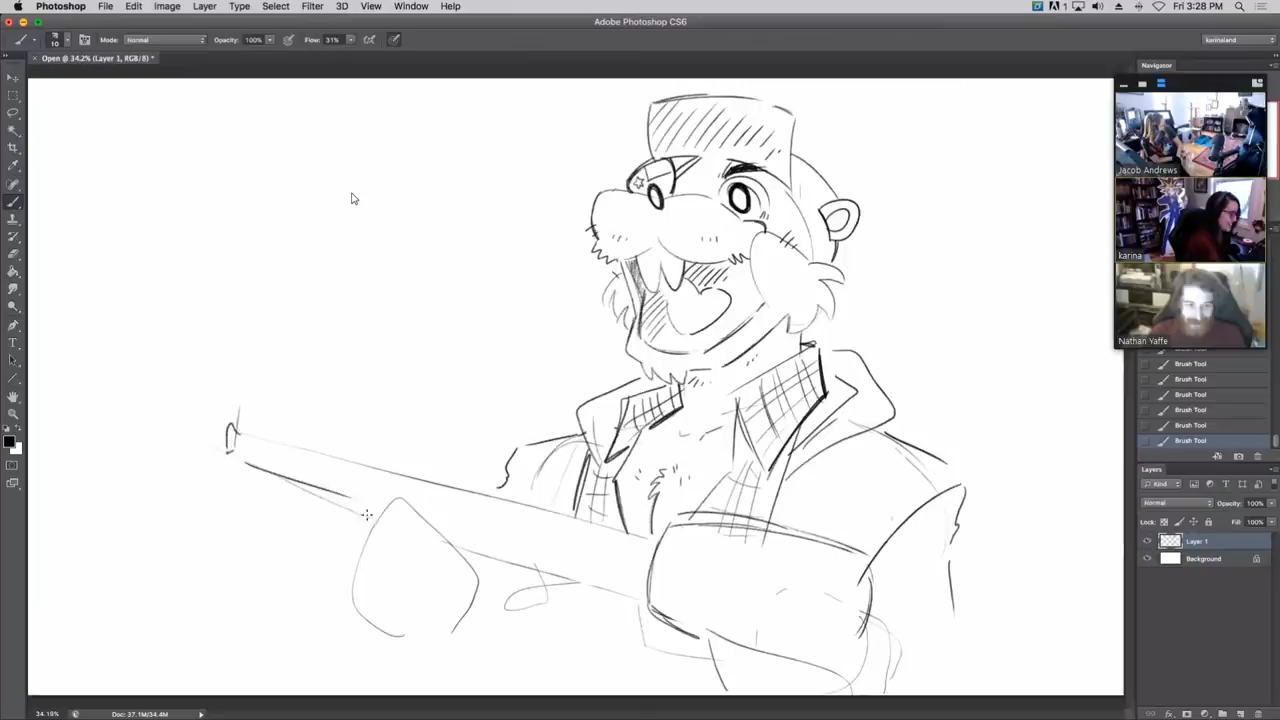 Photoshop File Edit Image Layer Type Select Filter 3D View Window Help
1 Fri 3:28 PM
Adobe Photoshop CS6
10 Mode: Normal Opacity: 100% Flow: 31% karinaland
Open @ 34.2% (Layer 1, RGB/8) *
Navigator
Jacob Andrews
karina
Nathan Yaffe
Brush Tool
Brush Tool
Brush Tool
Brush Tool
Brush Tool
Brush Tool
Layers
Kind
Normal Opacity: 100%
Lock: Fill: 100%
Layer 1
Background
34.18% Doc: 37.1M/34.4M